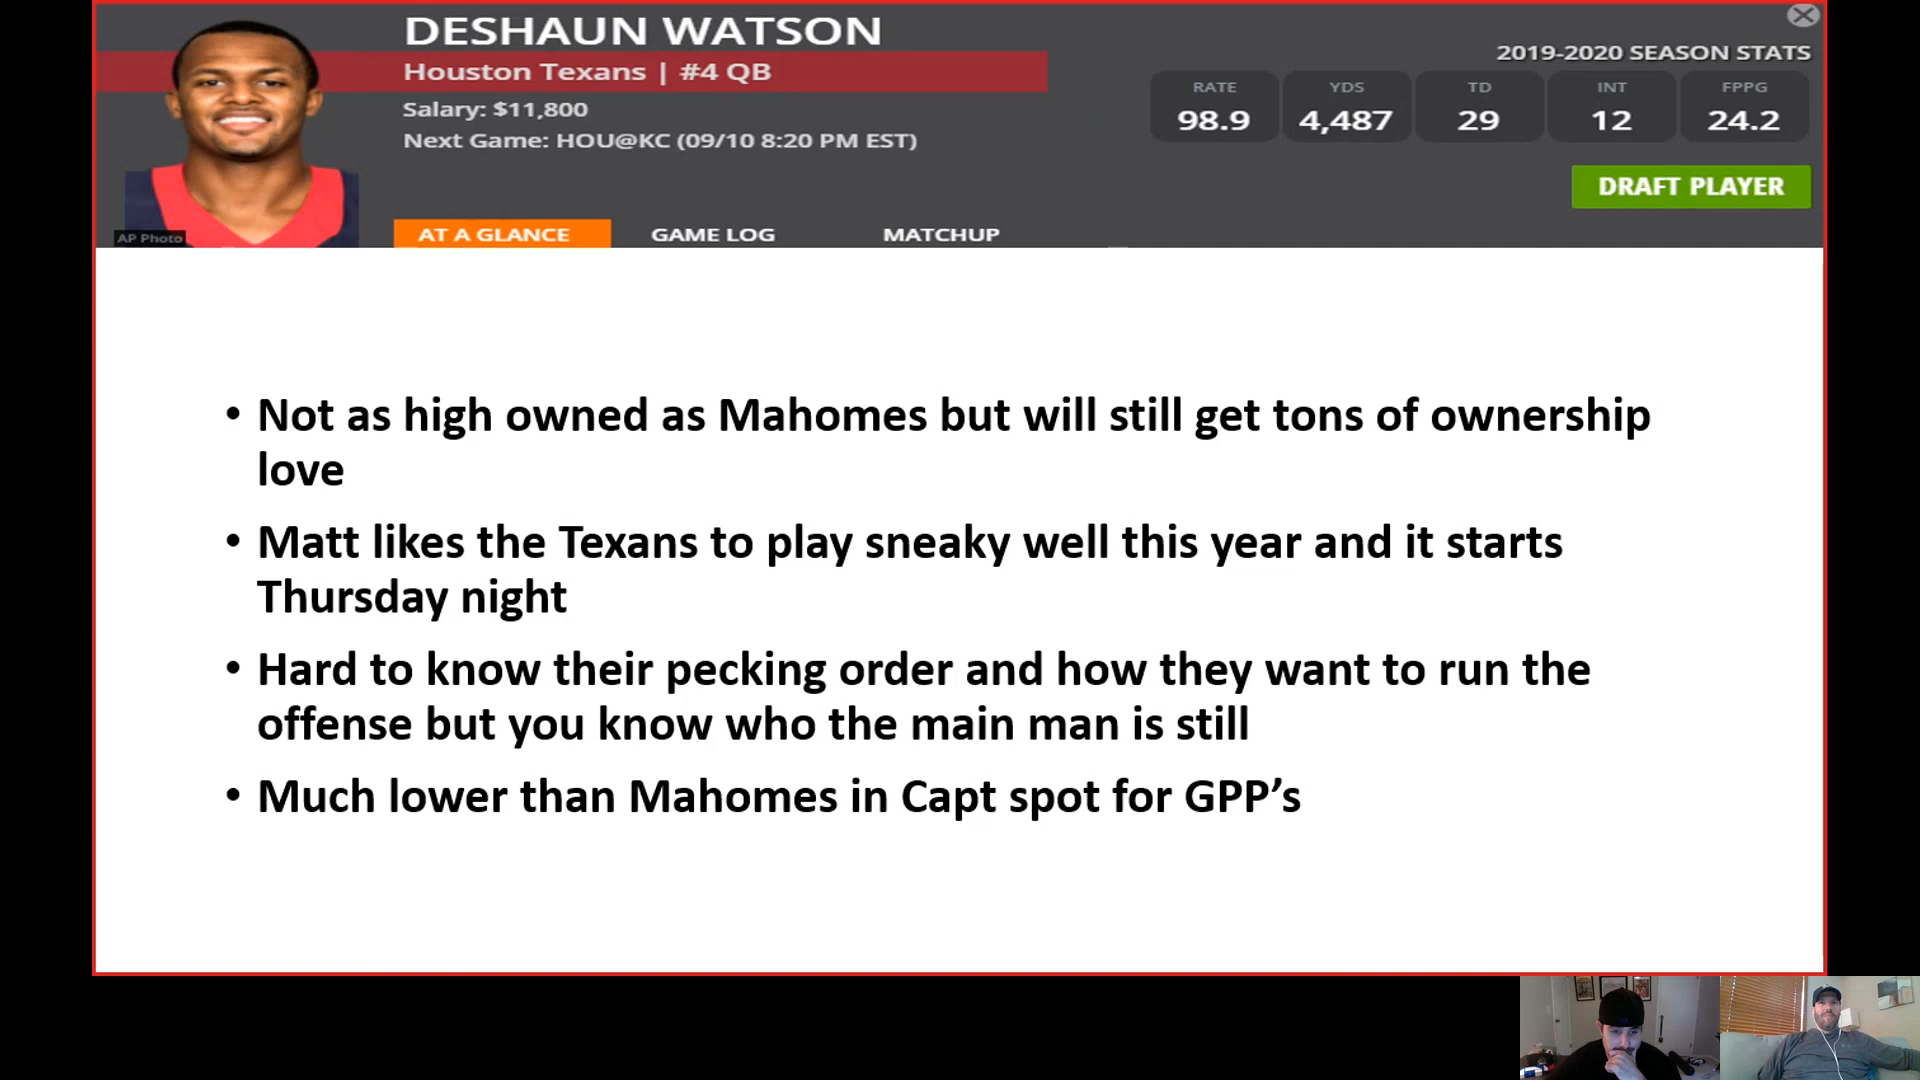 DESHAUN WATSON
Houston Texans | #4 QB
Salary: $11,800
Next Game: HOU@KC (09/10 8:20 PM EST)
2019-2020 SEASON STATS
RATE YDS TD INT FPPG
98.9 4,487 29 12 24.2
DRAFT PLAYER
AP Photo
AT A GLANCE GAME LOG MATCHUP
• Not as high owned as Mahomes but will still get tons of ownership
love
• Matt likes the Texans to play sneaky well this year and it starts
Thursday night
• Hard to know their pecking order and how they want to run the
offense but you know who the main man is still
• Much lower than Mahomes in Capt spot for GPP’s